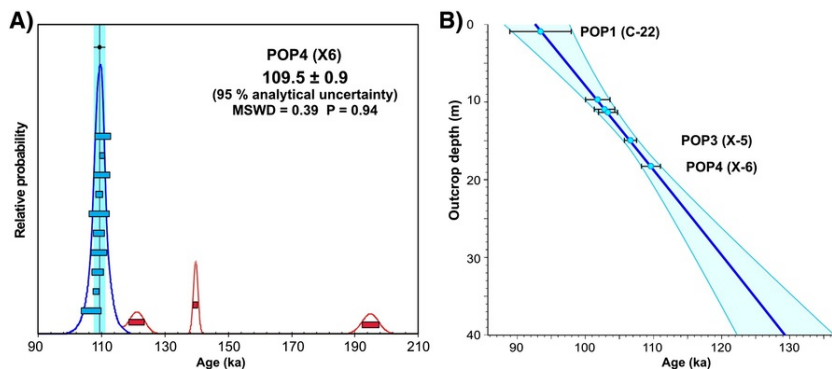 A)
POP4 (X6)
109.5 ± 0.9
(95 % analytical uncertainty)
MSWD = 0.39 P = 0.94
Relative probability
90 110 130 150 170 190 210
Age (ka)
B)
POP1 (C-22)
POP3 (X-5)
POP4 (X-6)
Outcrop depth (m)
0
10
20
30
40
90 100 110 120 130
Age (ka)